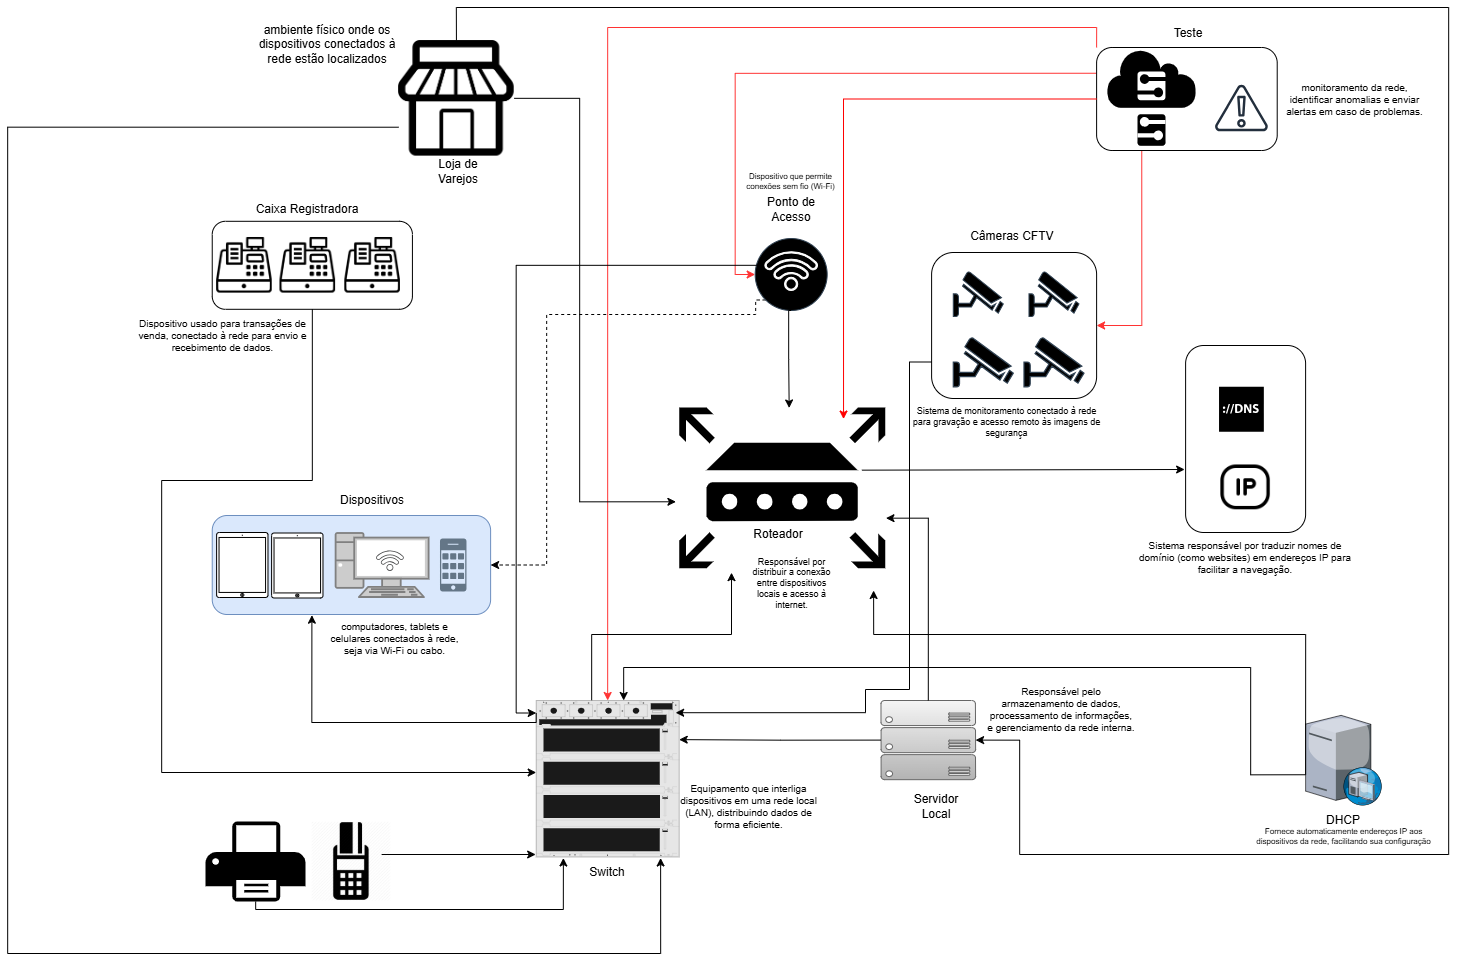 ambiente físico onde os
dispositivos conectados à
rede estão localizados
Teste
monitoramento da rede,
identificar anomalias e enviar
alertas em caso de problemas.
Loja de
Varejos
Dispositivo que permite
conexões sem fio (Wi-Fi)
Ponto de
Acesso
Caixa Registradora
Câmeras CFTV
Dispositivo usado para transações de
venda, conectado à rede para envio e
recebimento de dados.
Sistema de monitoramento conectado à rede
para gravação e acesso remoto às imagens de
segurança
://DNS
IP
Dispositivos
Roteador
Sistema responsável por traduzir nomes de
domínio (como websites) em endereços IP para
facilitar a navegação.
Responsável por
distribuir a conexão
entre dispositivos
locais e acesso à
internet.
computadores, tablets e
celulares conectados à rede,
seja via Wi-Fi ou cabo.
Responsável pelo
armazenamento de dados,
processamento de informações,
e gerenciamento da rede interna.
Equipamento que interliga
dispositivos em uma rede local
(LAN), distribuindo dados de
forma eficiente.
Servidor
Local
DHCP
Fornece automaticamente endereços IP aos
dispositivos da rede, facilitando sua configuração
Switch